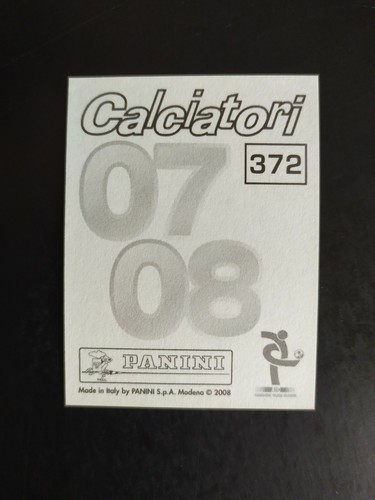 Calciatori
07
372
08
PANINI
Made in Italy by PANINI S.p.A. Modena © 2008